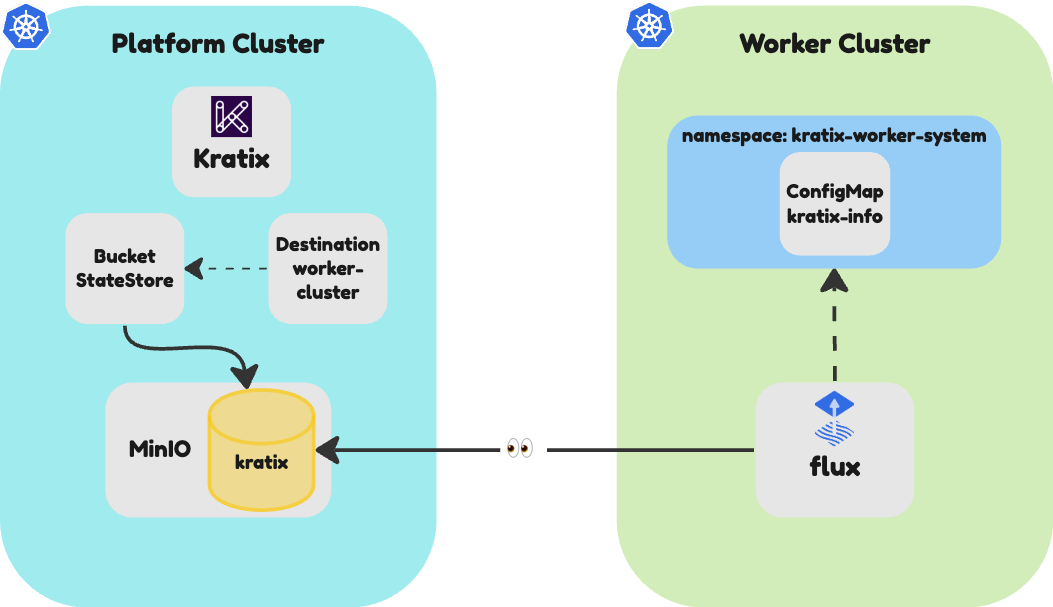 Platform Cluster
Kratix
Bucket
StateStore
Destination
worker-
cluster
MinIO
kratix
Worker Cluster
namespace: kratix-worker-system
ConfigMap
kratix-info
flux